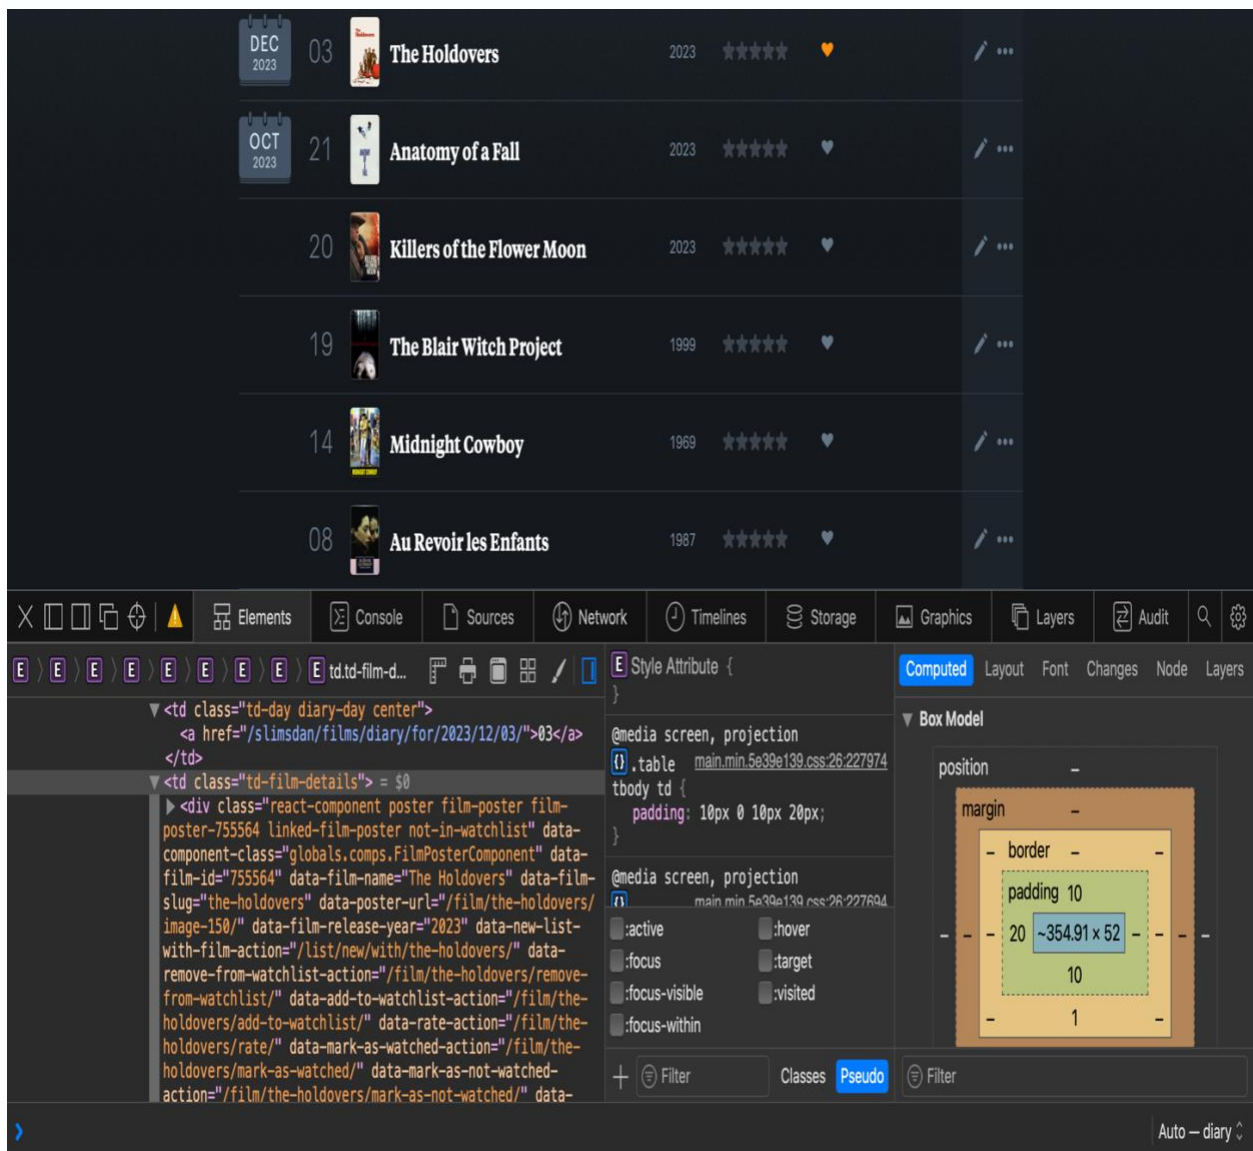 DEC
2023
03
The Holdovers
2023
OCT
2023
21
Anatomy of a Fall
2023
20
Killers of the Flower Moon
2023
19
The Blair Witch Project
1999
14
Midnight Cowboy
1969
08
Au Revoir les Enfants
1987
Elements
Console
Sources
Network
Timelines
Storage
Graphics
Layers
Audit
E E E E E E E E E td.td-film-d...
<td class="td-day diary-day center">
<a href="/slimsdan/films/diary/for/2023/12/03/">03</a>
</td>
<td class="td-film-details"> = $0
<div class="react-component poster film-poster film-
poster-755564 linked-film-poster not-in-watchlist" data-
component-class="globals.comps.FilmPosterComponent" data-
film-id="755564" data-film-name="The Holdovers" data-film-
slug="the-holdovers" data-poster-url="/film/the-holdovers/
image-150/" data-film-release-year="2023" data-new-list-
with-film-action="/list/new/with/the-holdovers/" data-
remove-from-watchlist-action="/film/the-holdovers/remove-
from-watchlist/" data-add-to-watchlist-action="/film/the-
holdovers/add-to-watchlist/" data-rate-action="/film/the-
holdovers/rate/" data-mark-as-watched-action="/film/the-
holdovers/mark-as-watched/" data-mark-as-not-watched-
action="/film/the-holdovers/mark-as-not-watched/" data-
E Style Attribute {
}
@media screen, projection
{} .table main.min.5e39e139.css:26:227974
tbody td {
padding: 10px 0 10px 20px;
}
@media screen, projection
{} main.min.5e39e139.css:26:227694
:active :hover
:focus :target
:focus-visible :visited
:focus-within
+ Filter Classes Pseudo
Computed Layout Font Changes Node Layers
Box Model
position –
margin –
– border – –
padding 10
– – – 20 ~354.91 × 52 – – – –
10
– 1 –
Filter
Auto — diary